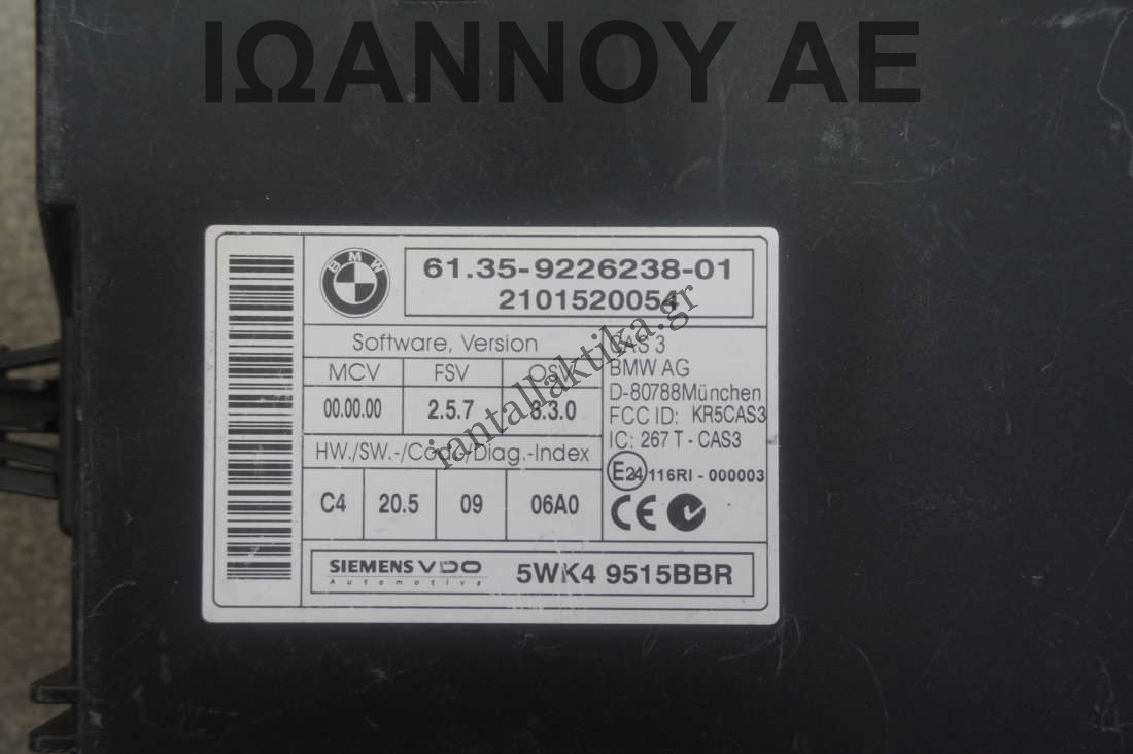 ΙΩΑΝΝΟΥ ΑΕ
BMW
61.35-9226238-01
2101520054
Software, Version
MCV FSV OSV
00.00.00 2.5.7 8.3.0
HW./SW.-/Code/Diag.-Index
C4 20.5 09 06A0
CAS 3
BMW AG
D-80788München
FCC ID: KR5CAS3
IC: 267 T - CAS3
E24 116RI - 000003
CE
SIEMENS VDO
Automotive
5WK4 9515BBR
iantallaktika.gr